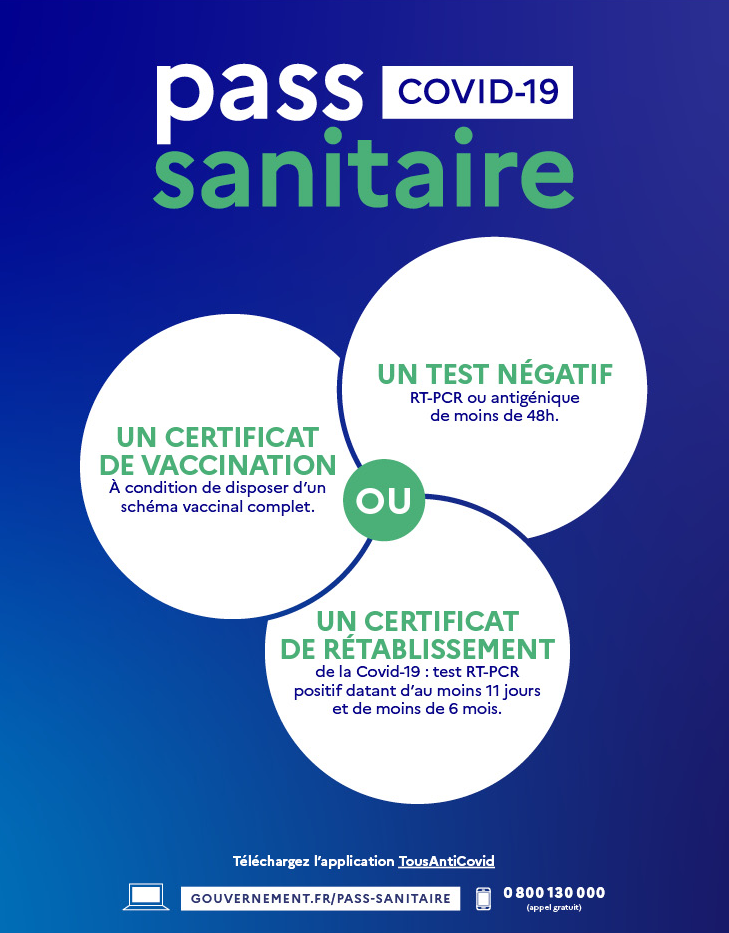 pass COVID-19
sanitaire
UN TEST NÉGATIF
RT-PCR ou antigénique
de moins de 48h.
UN CERTIFICAT
DE VACCINATION
À condition de disposer d'un
schéma vaccinal complet.
OU
UN CERTIFICAT
DE RÉTABLISSEMENT
de la Covid-19 : test RT-PCR
positif datant d'au moins 11 jours
et de moins de 6 mois.
Téléchargez l'application TousAntiCovid
GOUVERNEMENT.FR/PASS-SANITAIRE
0 800 130 000
(appel gratuit)